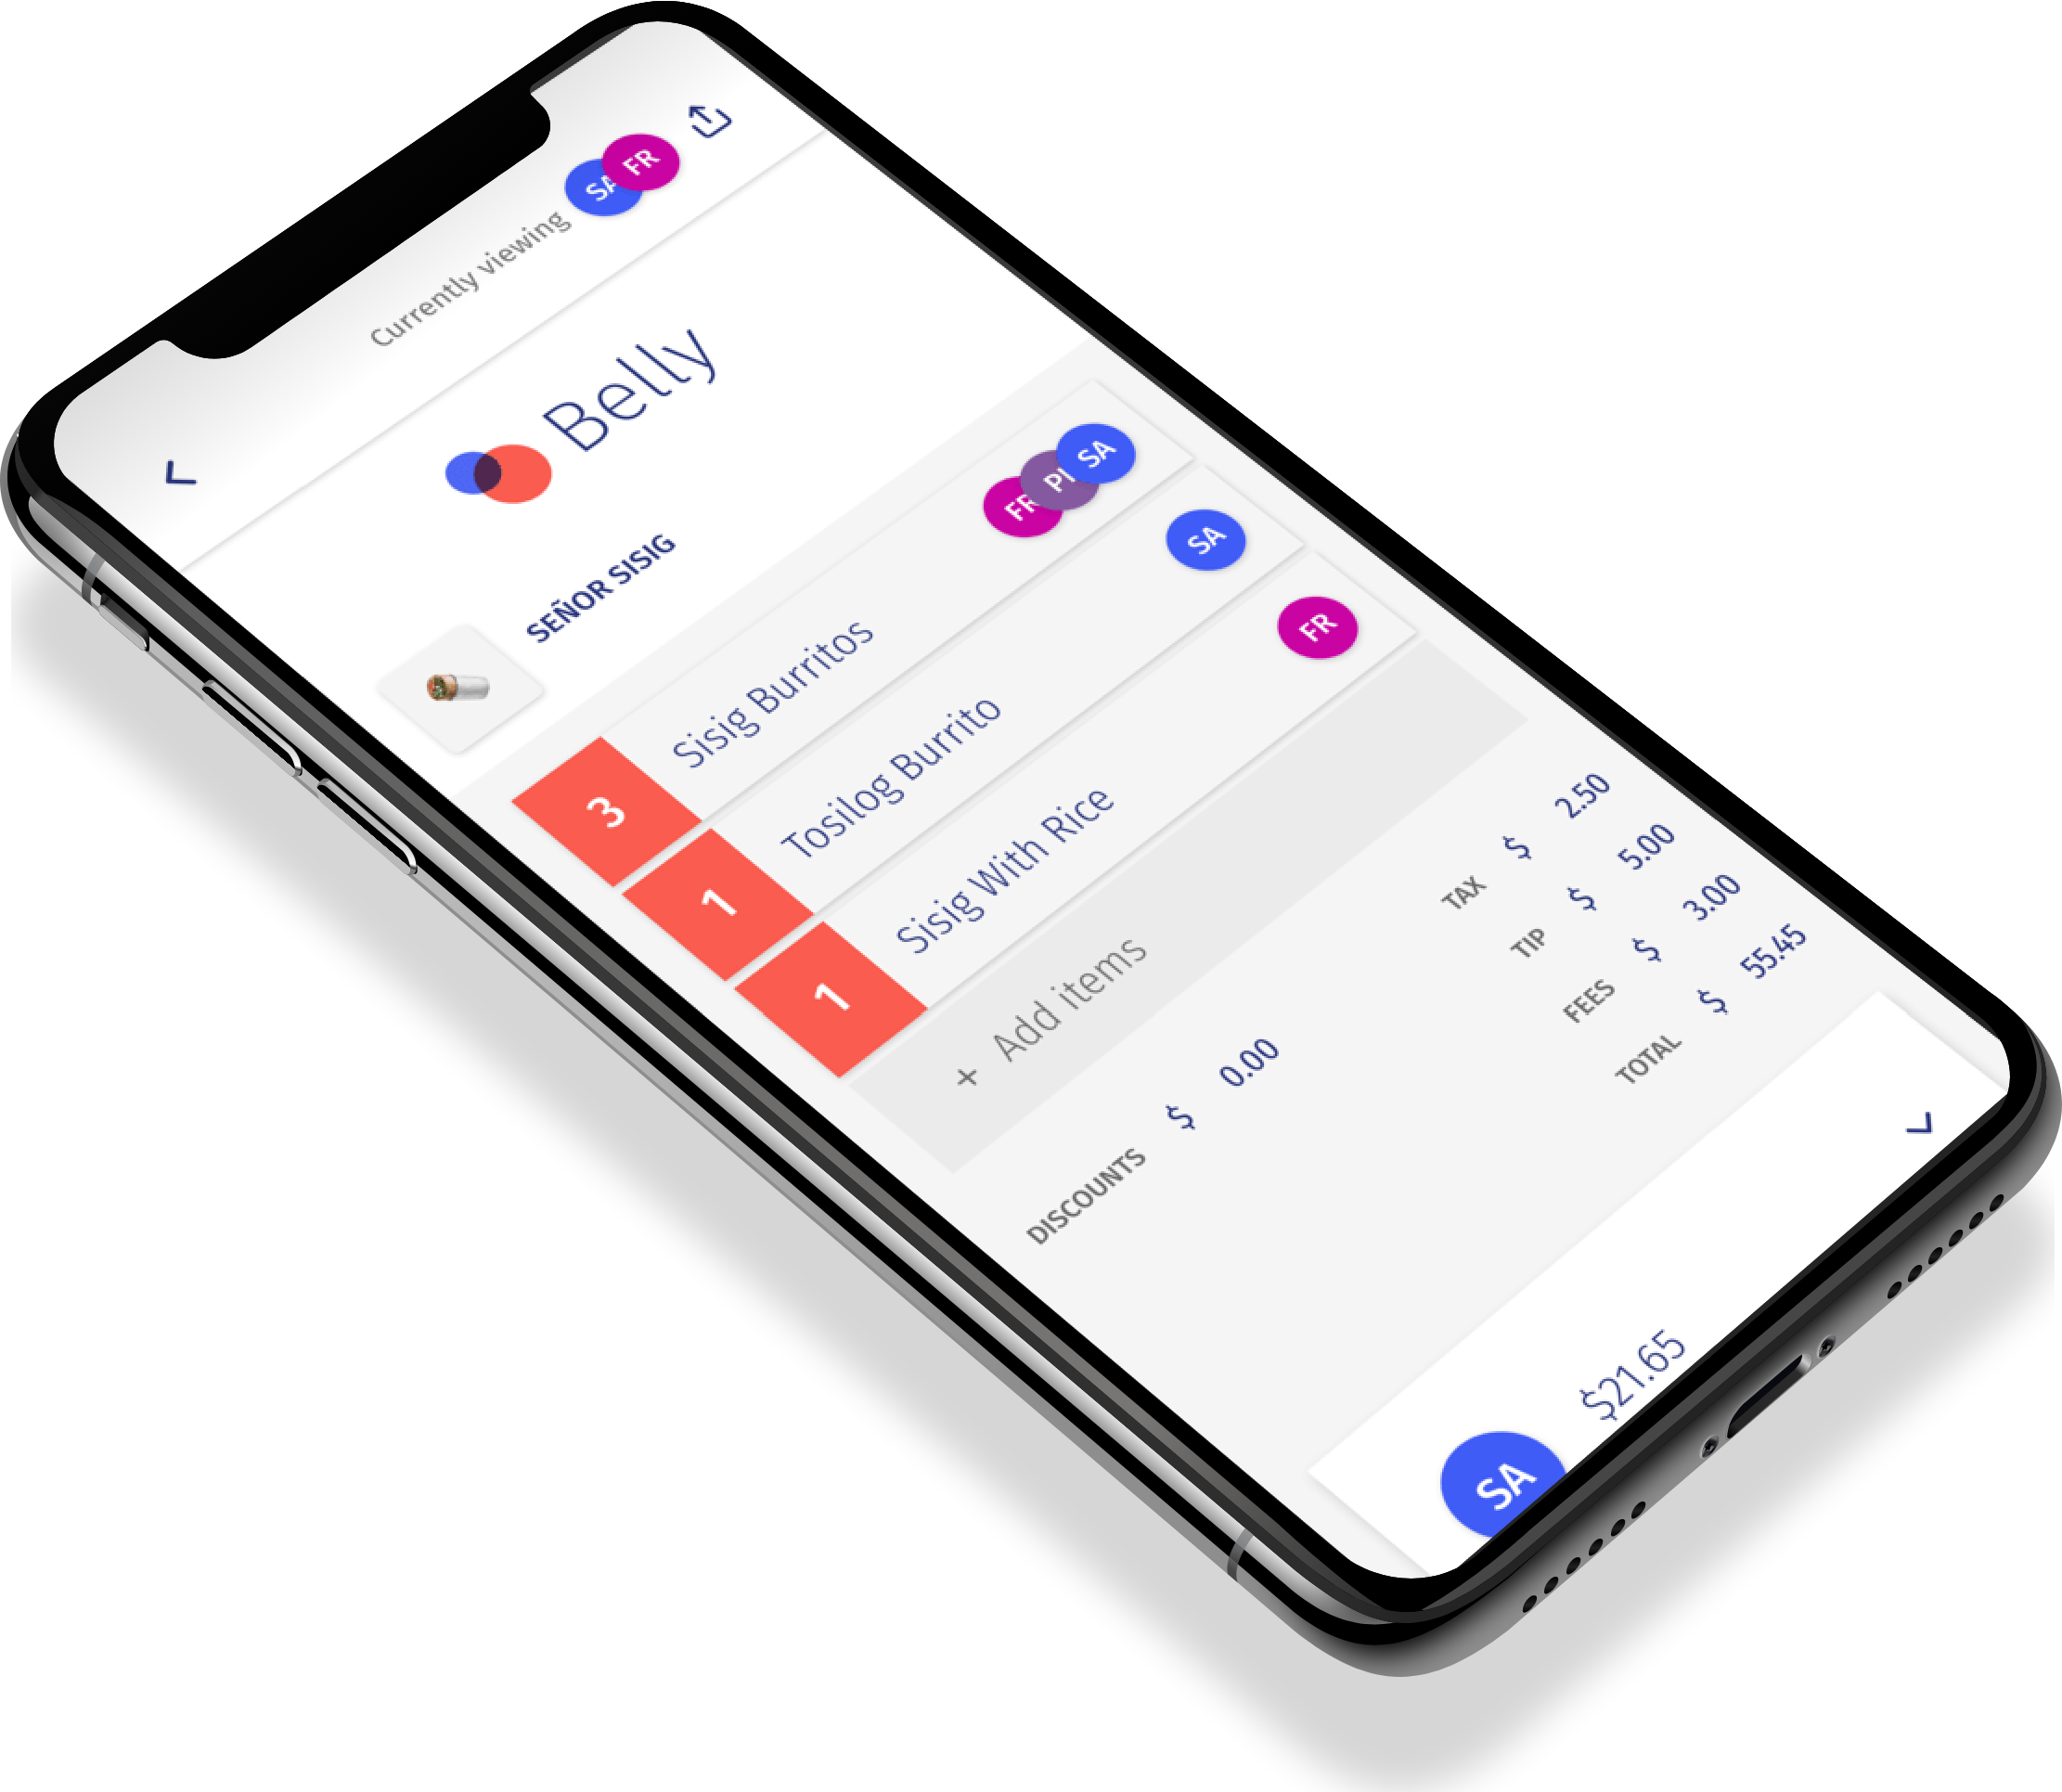 Currently viewing SA FR
Belly
SEÑOR SISIG
3 Sisig Burritos FR PI SA
1 Tosilog Burrito SA
1 Sisig With Rice FR
+ Add items
DISCOUNTS $ 0.00
TAX $ 2.50
TIP $ 5.00
FEES $ 3.00
TOTAL $ 55.45
SA $21.65